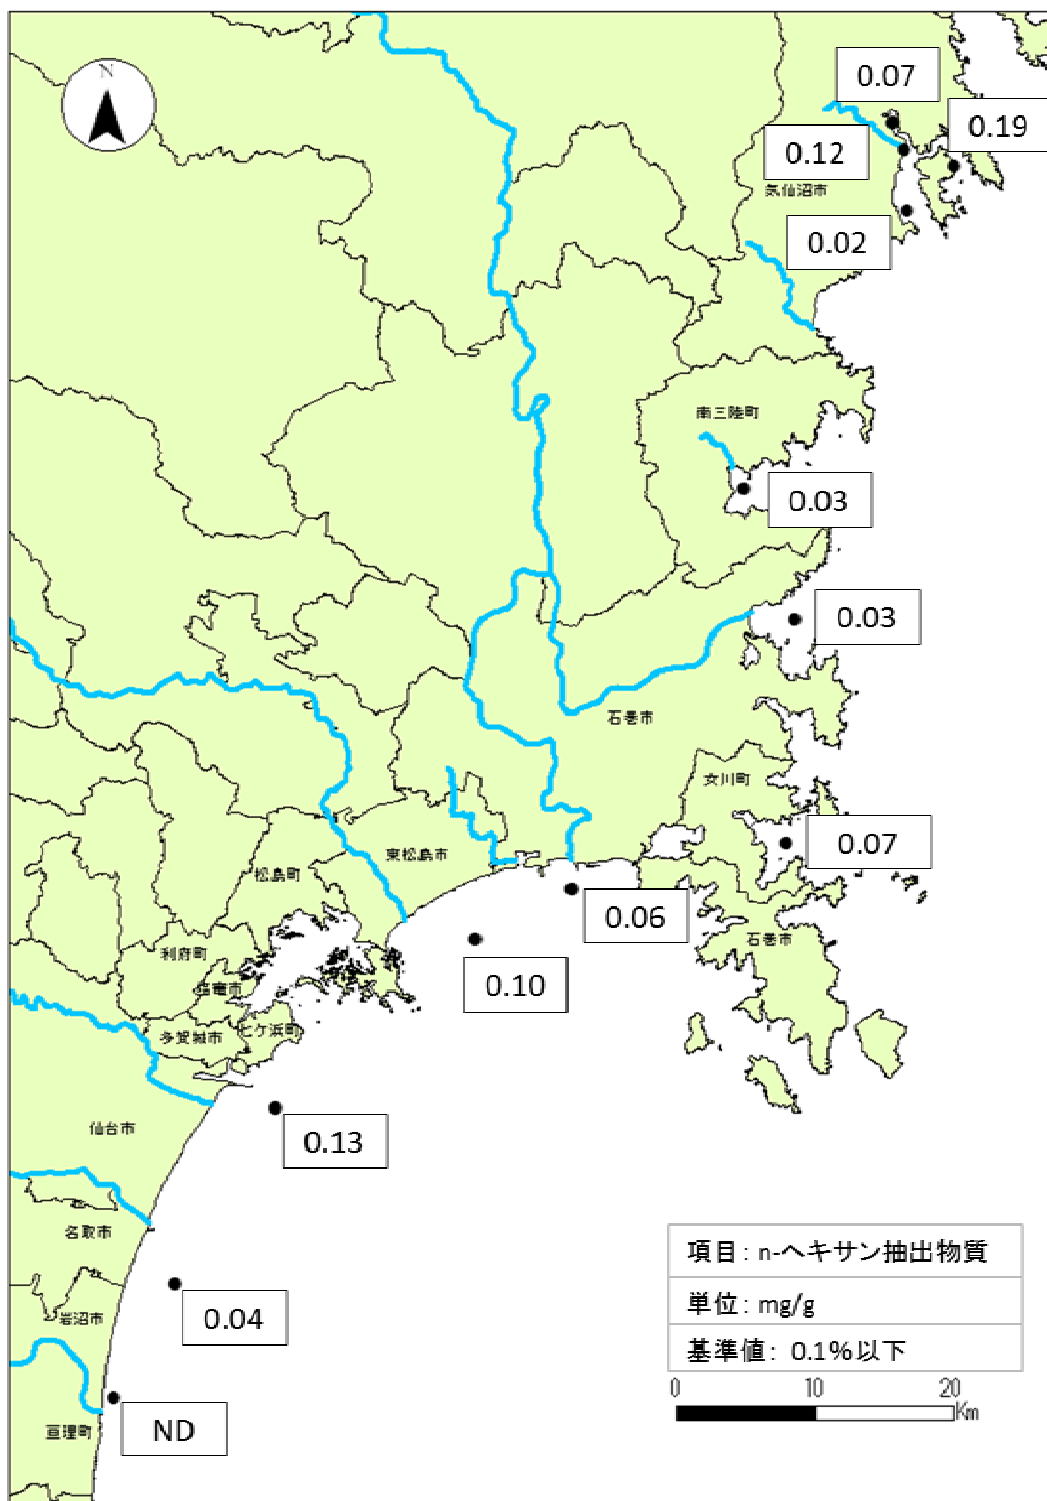 N
0.07
0.19
0.12
気仙沼市
0.02
南三陸町
0.03
0.03
石巻市
女川町
0.07
東松島市
松島町
0.06
石巻市
利府町
0.10
塩竈市
多賀城市
七ケ浜町
仙台市
0.13
名取市
項目: n-ヘキサン抽出物質
単位: mg/g
基準値: 0.1%以下
0.04
岩沼市
0 10 20
Km
ND
亘理町